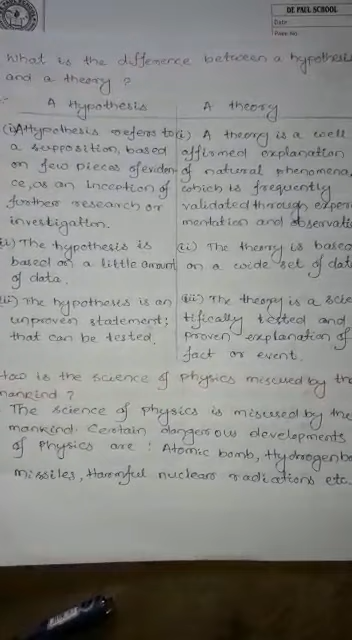 DE PAUL SCHOOL
Date
Page No.
What is the difference between a hypothesis
and a theory ?
A Hypothesis
A theory
(i) A Hypothesis refers to
a supposition, based
on few pieces of eviden-
ce, as an inception of
further research or
investigation.
(i) A theory is a well
affirmed explanation
of natural phenomena,
which is frequently
validated through experi
mentation and observati
(ii) The hypothesis is
based on a little amount
of data.
(ii) The theory is based
on a wide set of data
(iii) The hypothesis is an
unproven statement;
that can be tested.
(iii) The theory is a scie
tifically tested and
proven explanation of
fact or event.
How is the science of physics miscused by the
mankind ?
The science of physics is miscused by the
mankind. Certain dangerous developments
of Physics are : Atomic bomb, Hydrogen bo
missiles, Harmful nuclear radiations etc.